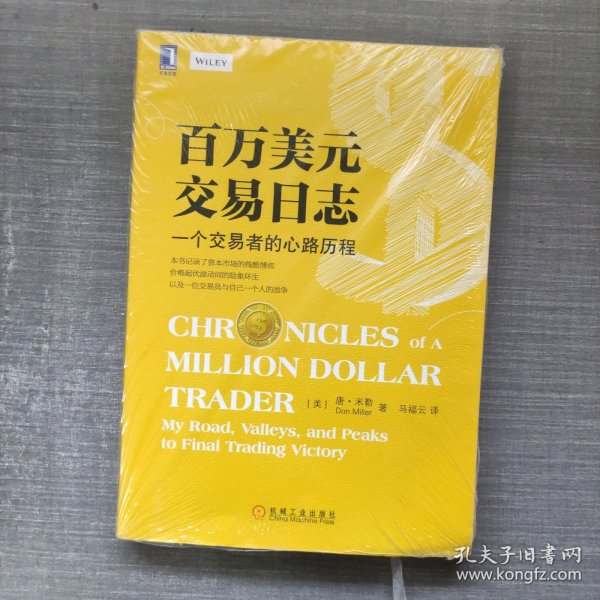 WILEY
百万美元
交易日志
一个交易者的心路历程
本书记录了资本市场的残酷博弈
价格起伏波动间的险象环生
以及一位交易员与自己一个人的战争
CHR NICLES of A
MILLION DOLLAR
TRADER
［美］ 唐·米勒 著 马福云 译
Don Miller
My Road, Valleys, and Peaks
to Final Trading Victory
机械工业出版社
China Machine Press
孔夫子旧书网
www.kongfz.com